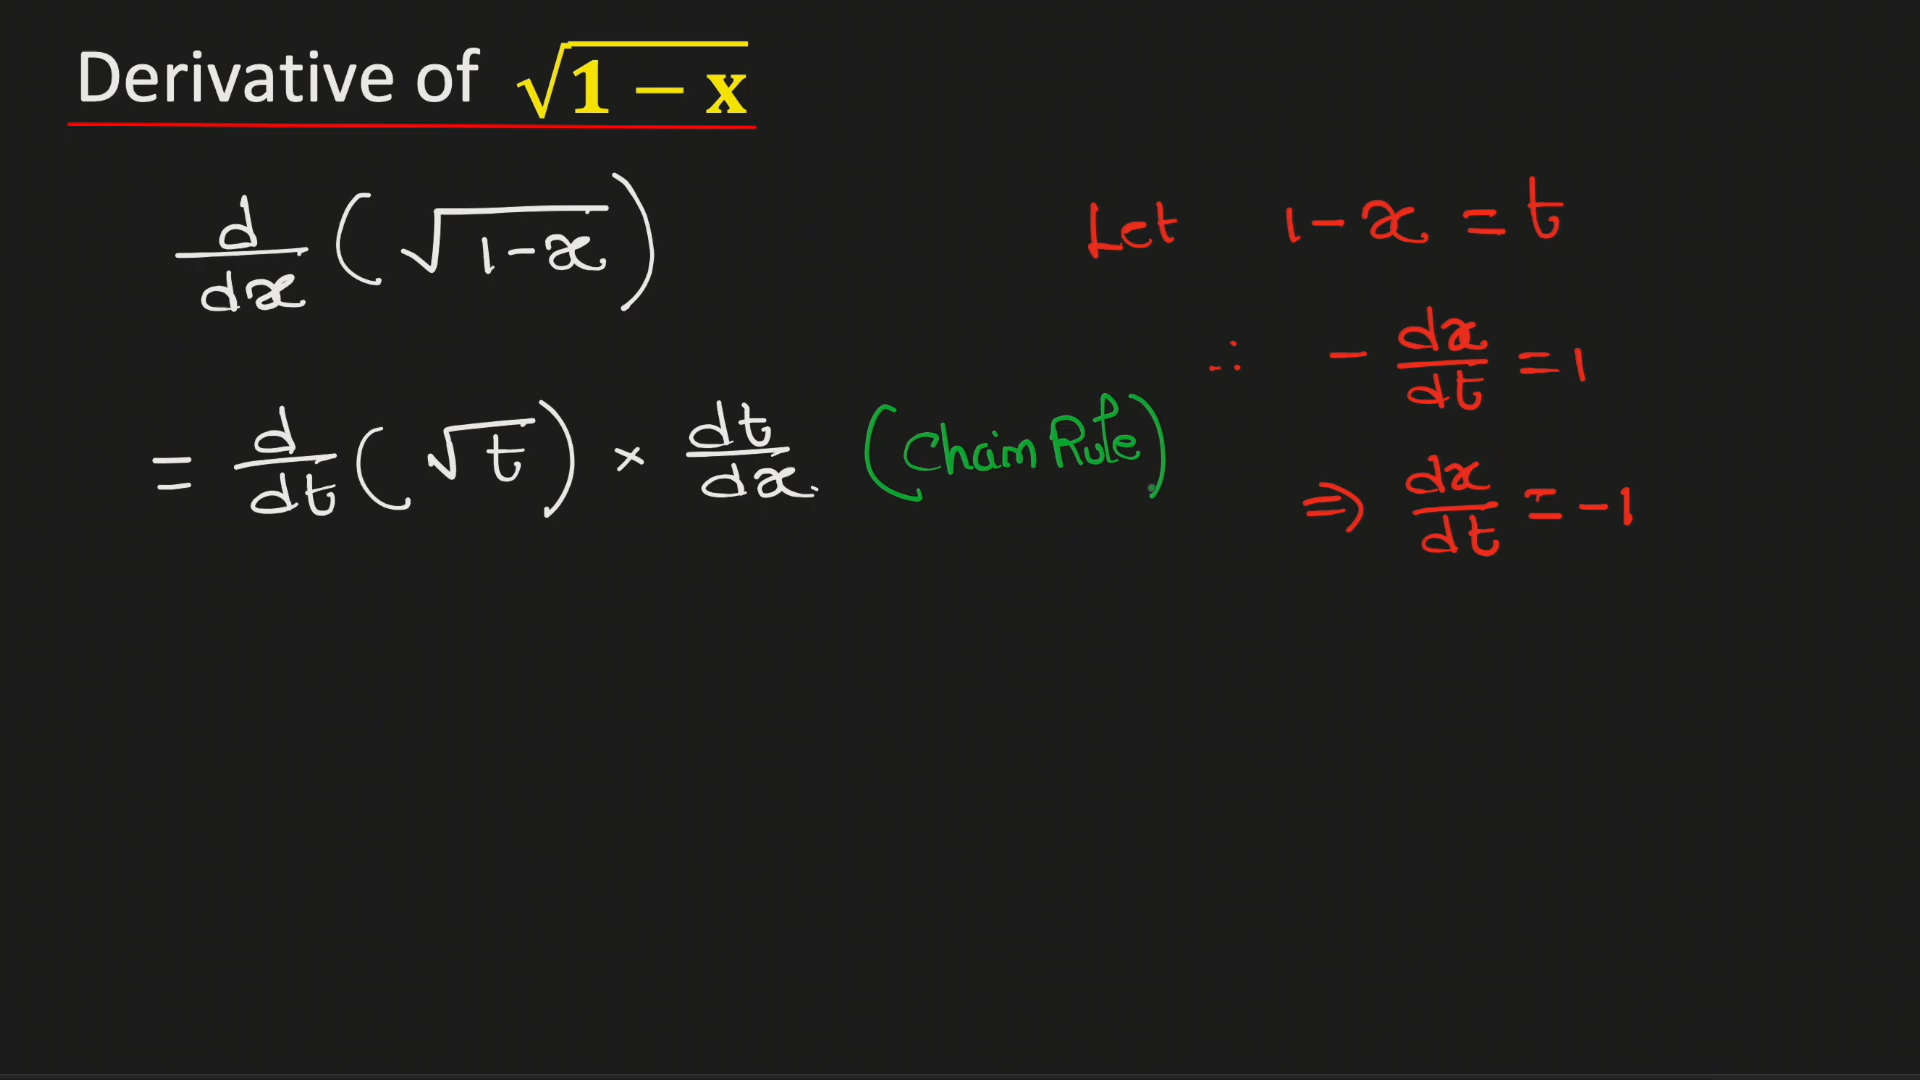 Derivative of √(1 − x)
d/dx (√(1-x))
= d/dt (√t) × dt/dx (Chain Rule)
Let 1-x = t
∴ - dx/dt = 1
⇒ dx/dt = -1